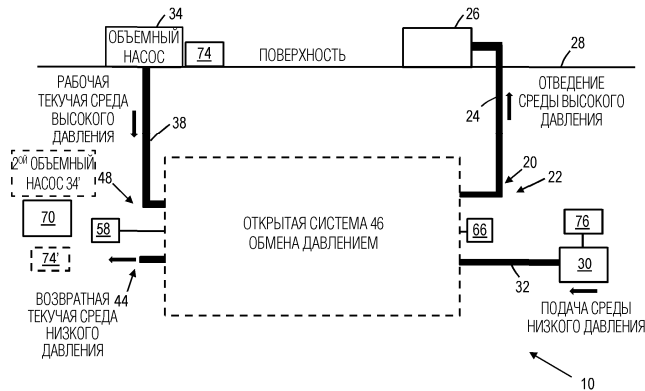 34
26
ОБЪЕМНЫЙ
НАСОС
74
ПОВЕРХНОСТЬ
28
РАБОЧАЯ
ТЕКУЧАЯ СРЕДА
ВЫСОКОГО
ДАВЛЕНИЯ
38
24
ОТВЕДЕНИЕ
СРЕДЫ ВЫСОКОГО
ДАВЛЕНИЯ
2ОЙ ОБЪЕМНЫЙ
НАСОС 34'
48
20
22
70
58
ОТКРЫТАЯ СИСТЕМА 46
ОБМЕНА ДАВЛЕНИЕМ
66
76
74'
30
44
32
ВОЗВРАТНАЯ
ТЕКУЧАЯ СРЕДА
НИЗКОГО
ДАВЛЕНИЯ
ПОДАЧА СРЕДЫ
НИЗКОГО ДАВЛЕНИЯ
10